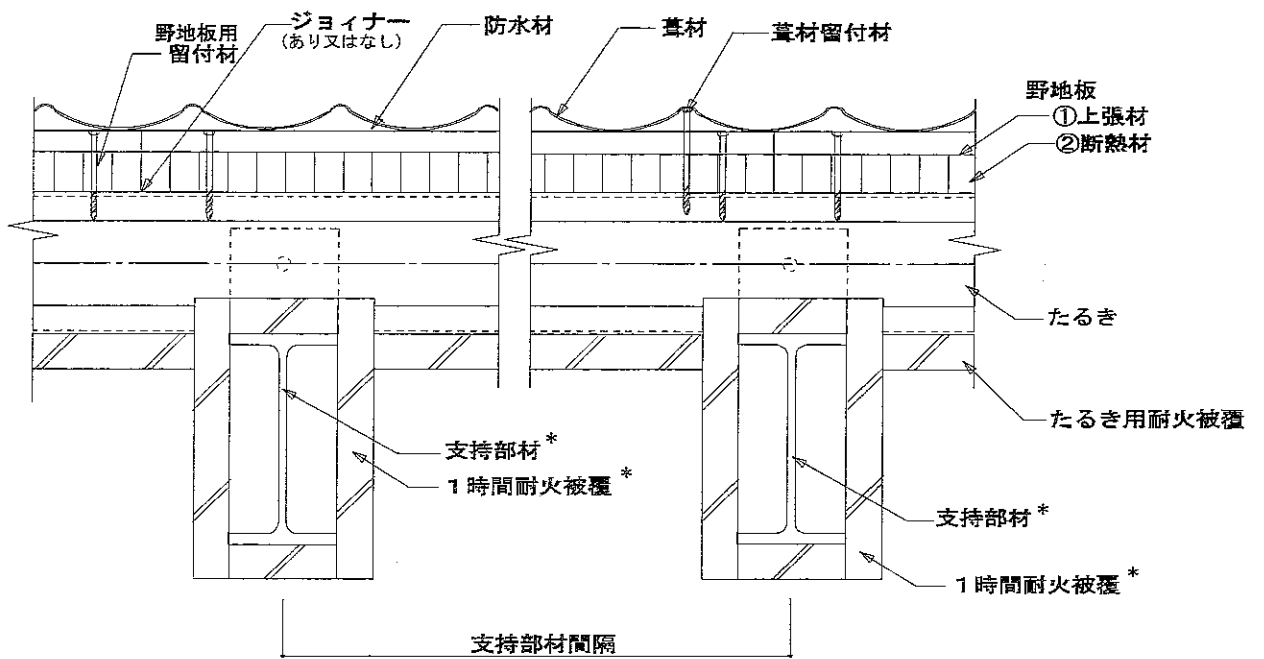 野地板用
留付材
ジョイナー
(あり又はなし)
防水材
葺材
葺材留付材
野地板
①上張材
②断熱材
たるき
たるき用耐火被覆
支持部材*
1時間耐火被覆*
支持部材*
1時間耐火被覆*
支持部材間隔